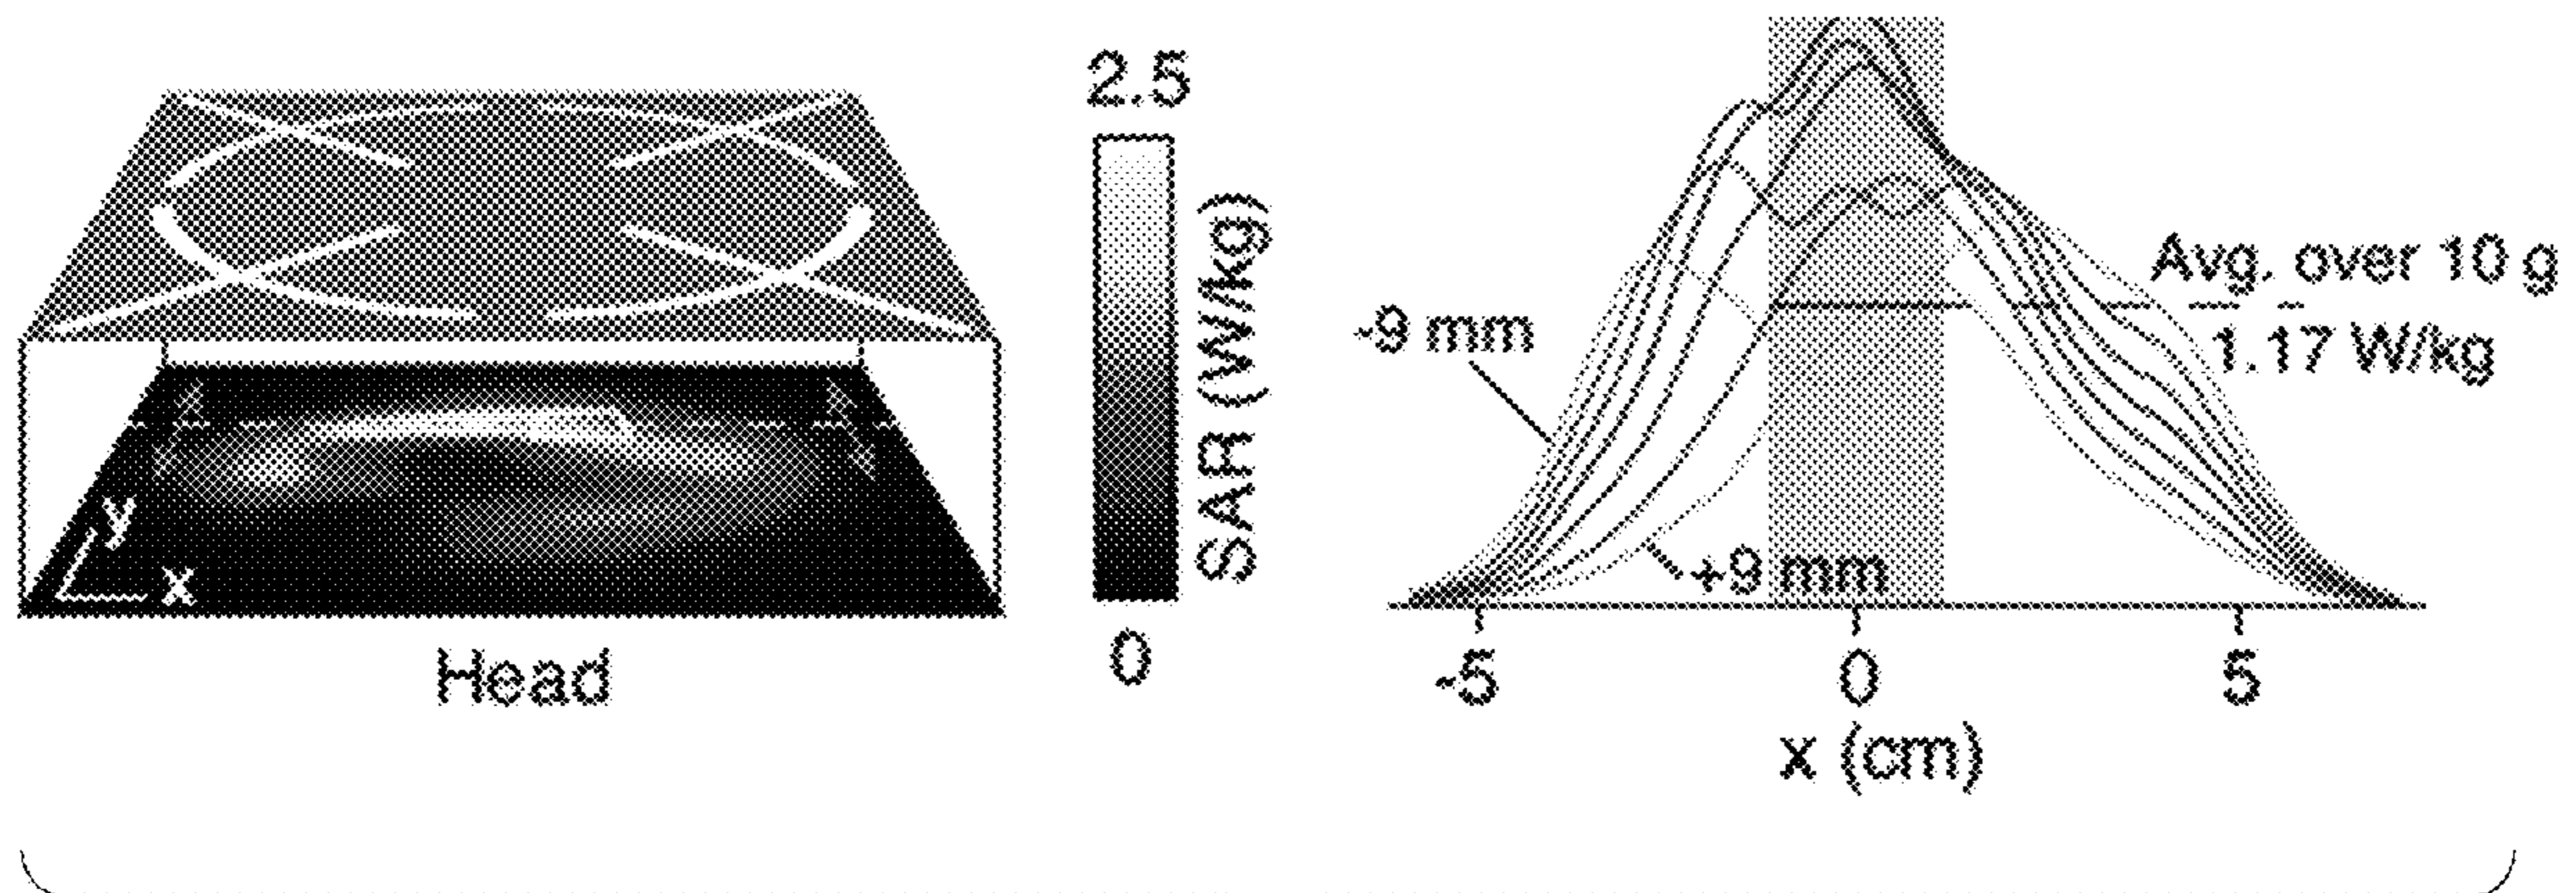 y
x
Head
2.5
SAR (W/kg)
0
-9 mm
+9 mm
Avg. over 10 g
1.17 W/kg
-5
0
5
x (cm)